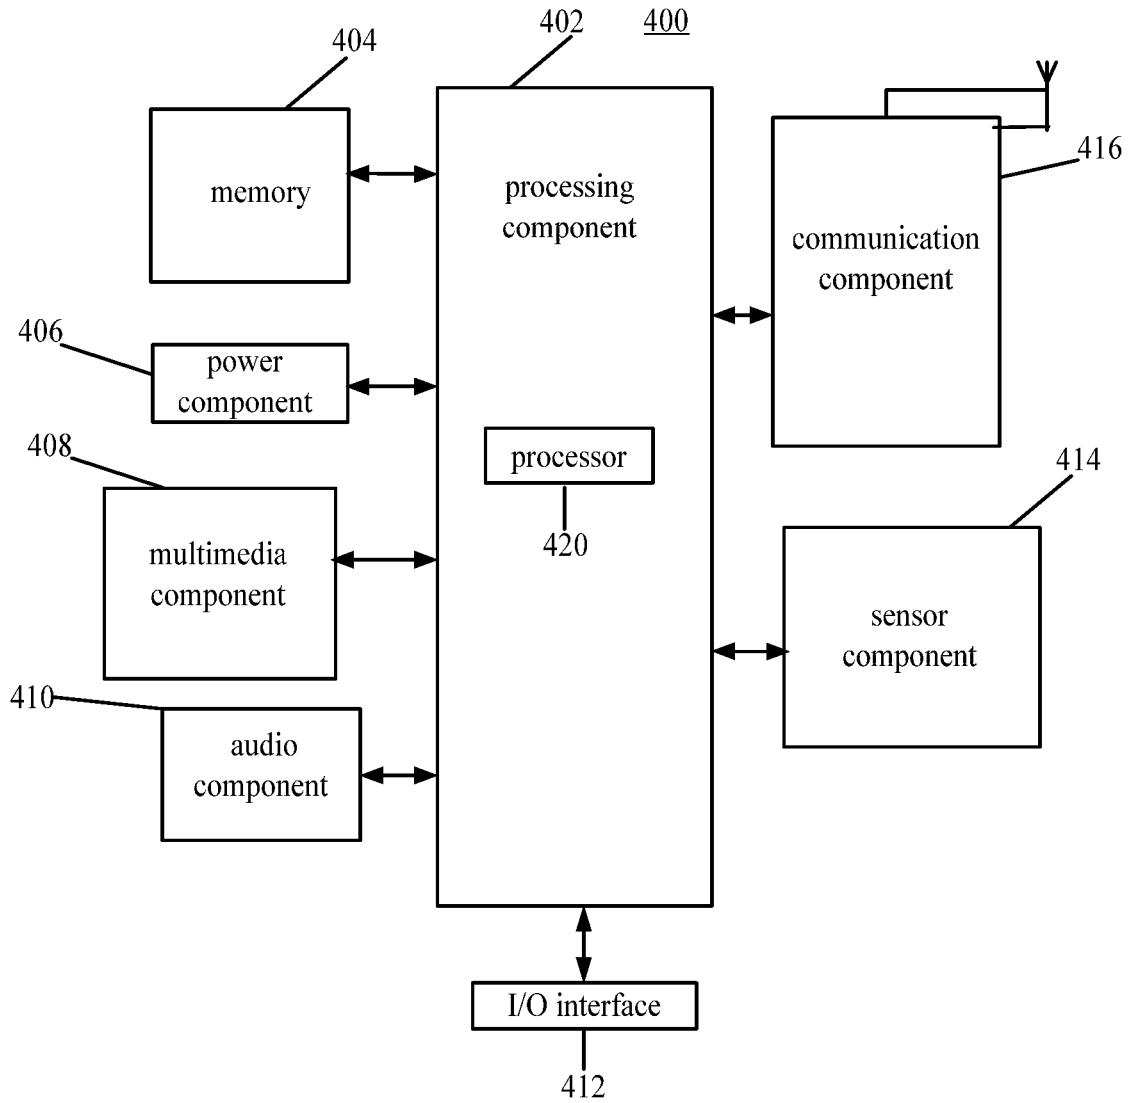 402
400
404
416
memory
processing
component
communication
component
406
power
component
408
processor
420
414
multimedia
component
sensor
component
410
audio
component
I/O interface
412